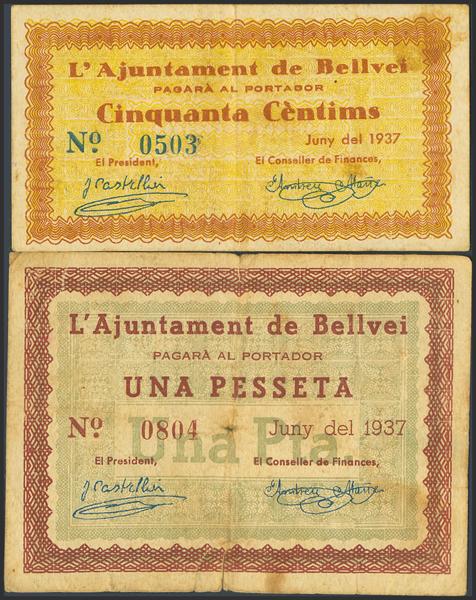 L'Ajuntament de Bellvei
PAGARÀ AL PORTADOR
Cinquanta Cèntims
Nº 0503 Juny del 1937
El President, El Conseller de Finances,
J Castellvi
L'Ajuntament de Bellvei
PAGARÀ AL PORTADOR
UNA PESSETA
Nº 0804 Juny del 1937
Una Pta.
El President, El Conseller de Finances,
J Castellvi